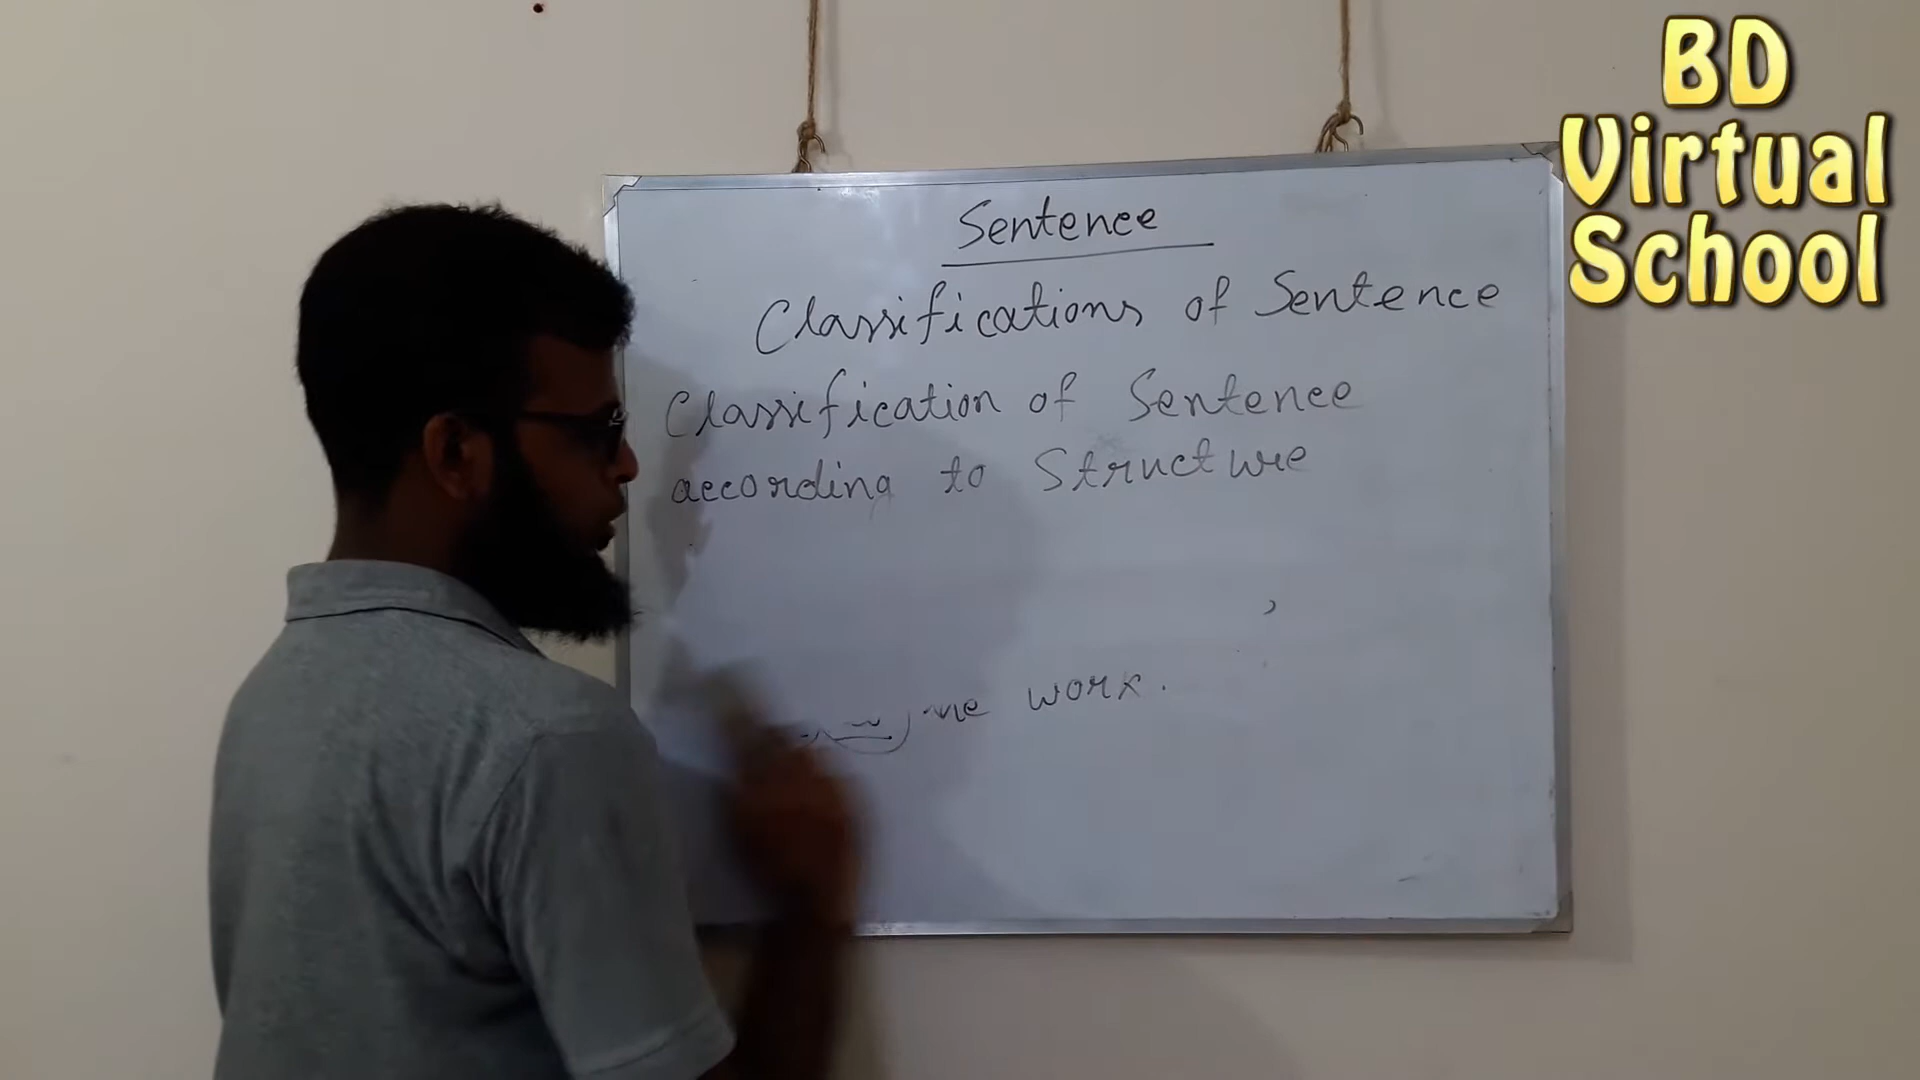 Sentence
Classifications of Sentence
Classification of Sentence
according to Structure
work.
BD
Virtual
School